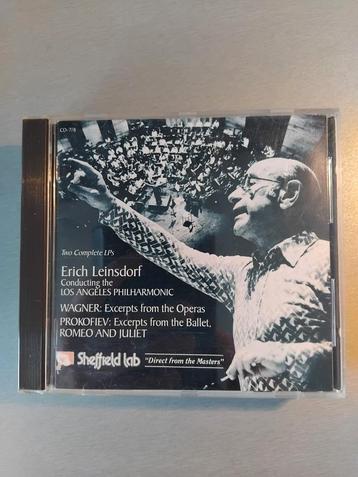 CD-7/8
Two Complete LPs
Erich Leinsdorf
Conducting the
LOS ANGELES PHILHARMONIC
WAGNER: Excerpts from the Operas
PROKOFIEV: Excerpts from the Ballet,
ROMEO AND JULIET
Sheffield Lab "Direct from the Masters"